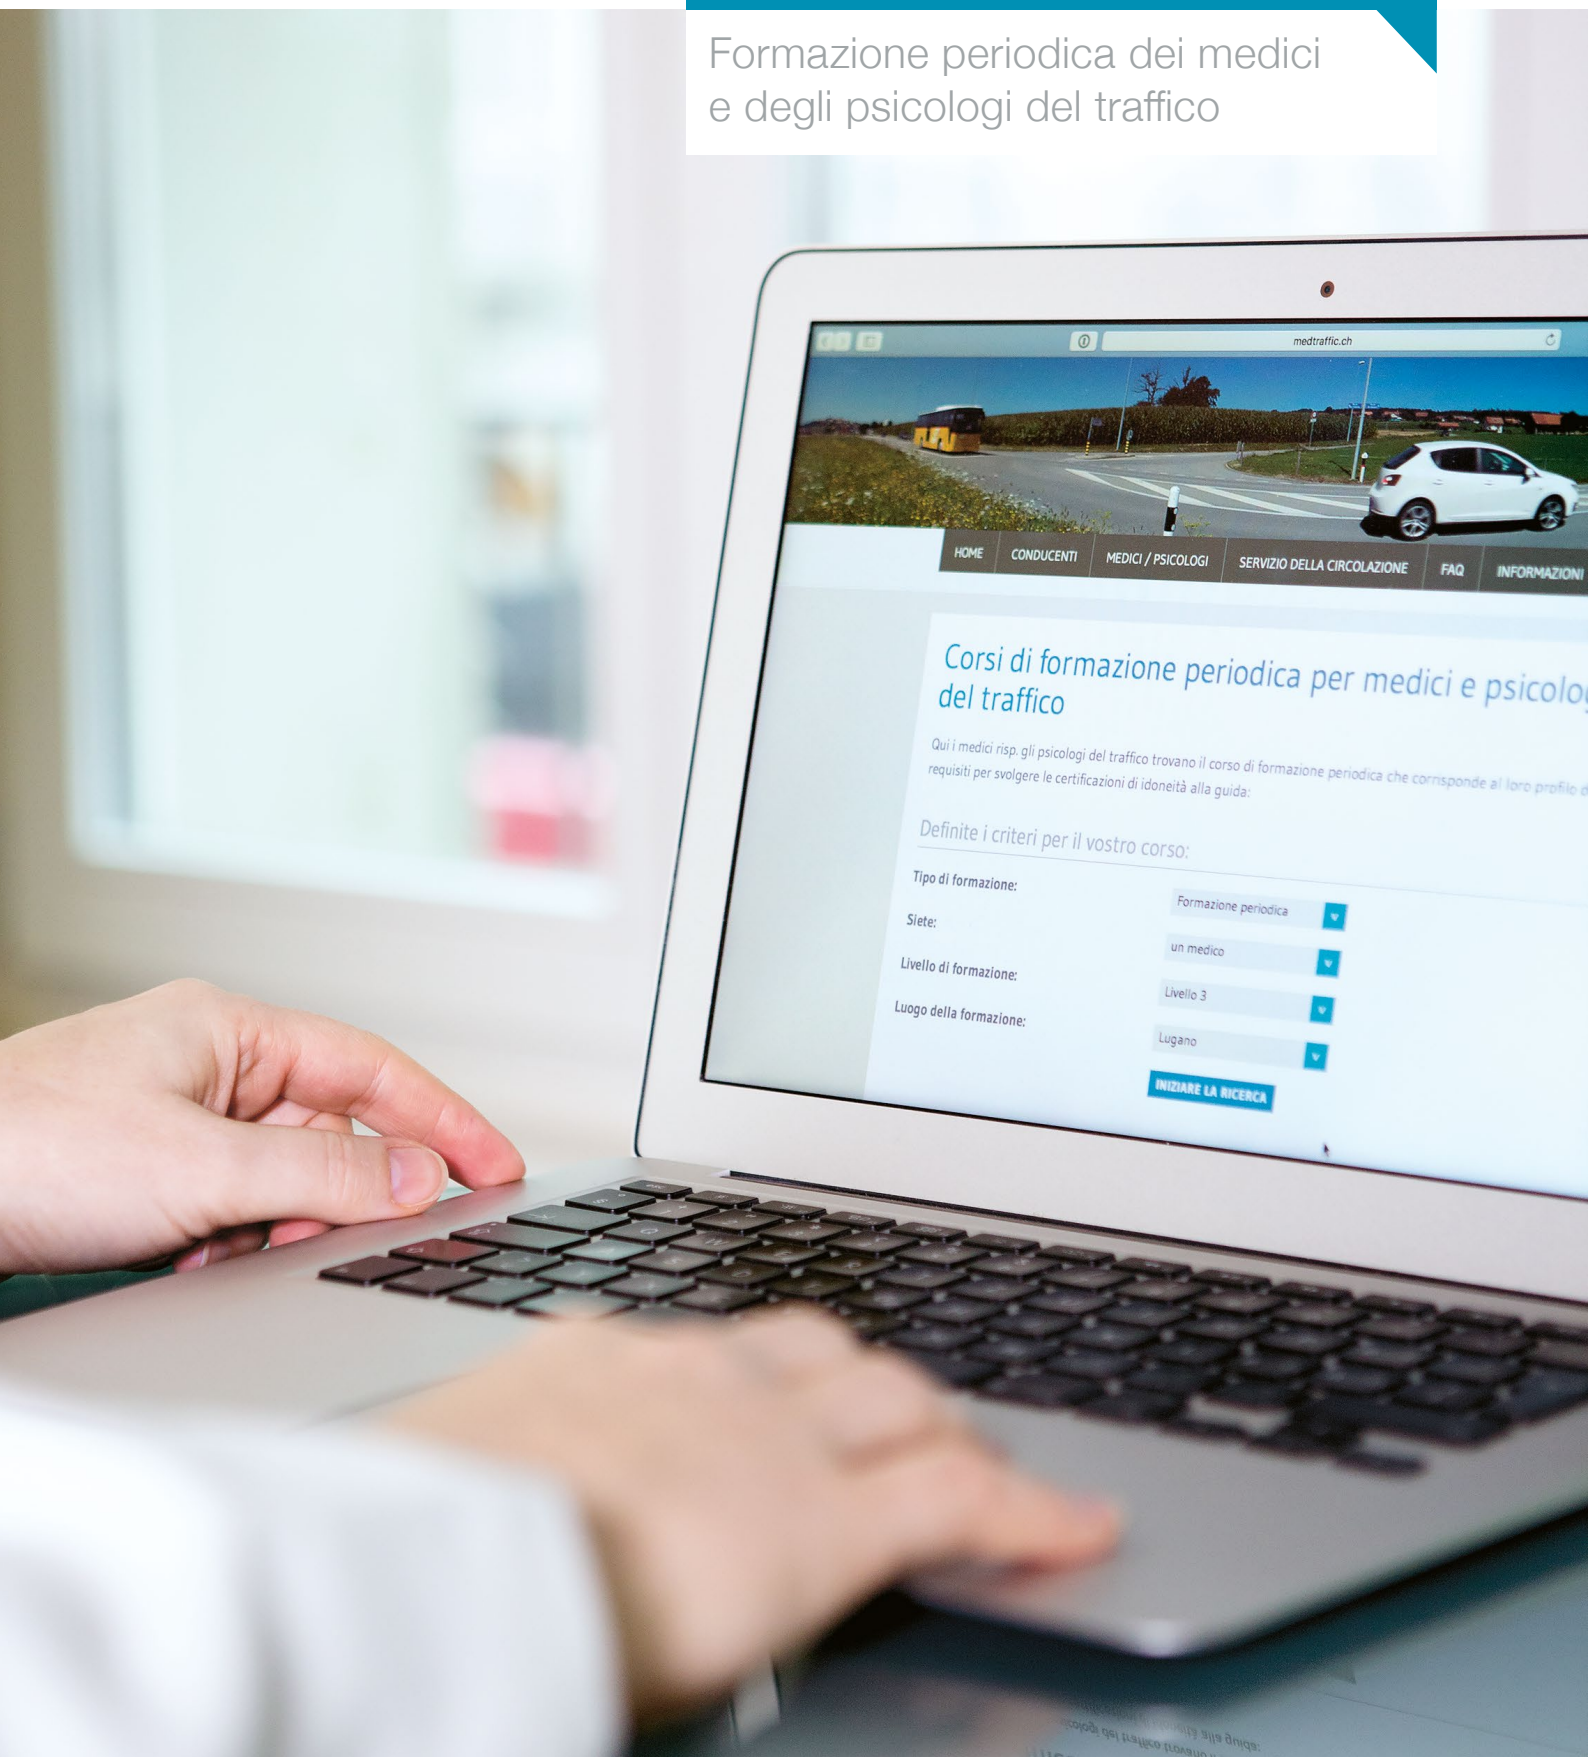 Formazione periodica dei medici
e degli psicologi del traffico
medtraffic.ch
HOME CONDUCENTI MEDICI / PSICOLOGI SERVIZIO DELLA CIRCOLAZIONE FAQ INFORMAZIONI
Corsi di formazione periodica per medici e psicolo
del traffico
Qui i medici risp. gli psicologi del traffico trovano il corso di formazione periodica che corrisponde al loro profilo d
requisiti per svolgere le certificazioni di idoneità alla guida:
Definite i criteri per il vostro corso:
Tipo di formazione: Formazione periodica
Siete: un medico
Livello di formazione: Livello 3
Luogo della formazione: Lugano
INIZIARE LA RICERCA